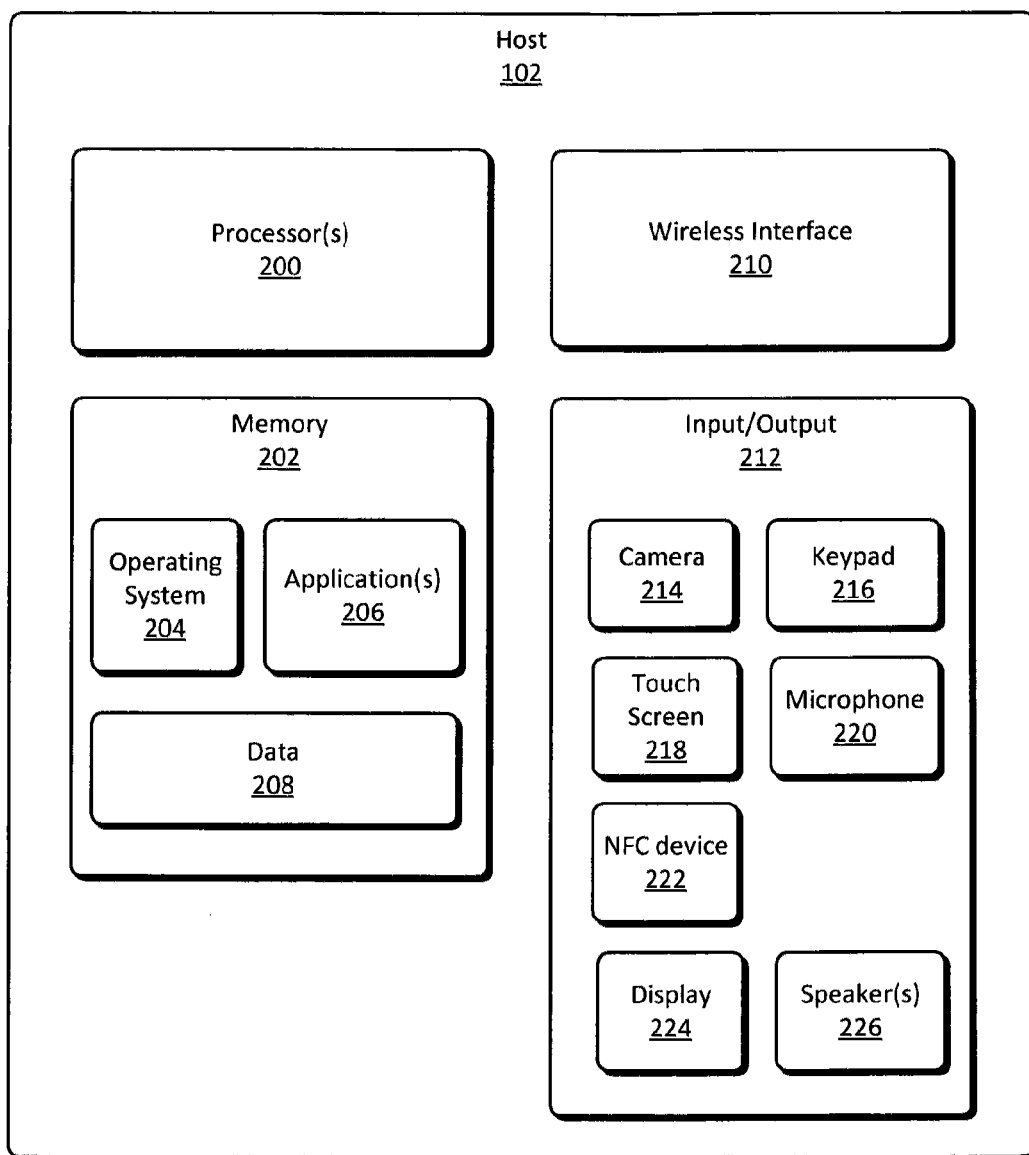 Host
102
Processor(s)
200
Wireless Interface
210
Memory
202
Operating
System
204
Application(s)
206
Data
208
Input/Output
212
Camera
214
Keypad
216
Touch
Screen
218
Microphone
220
NFC device
222
Display
224
Speaker(s)
226